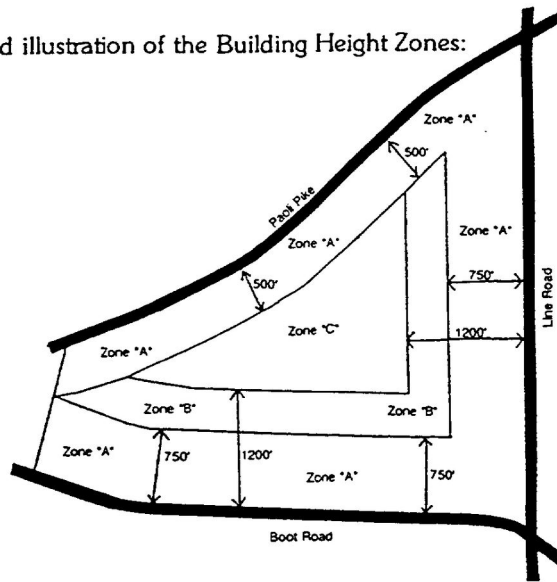 d illustration of the Building Height Zones:
Zone "A"
500'
Paoli Pike
Zone "A"
Zone "A"
500'
750'
Line Road
Zone "C"
1200'
Zone "A"
Zone "B"
Zone "B"
Zone "A"
750'
1200'
Zone "A"
750'
Boot Road